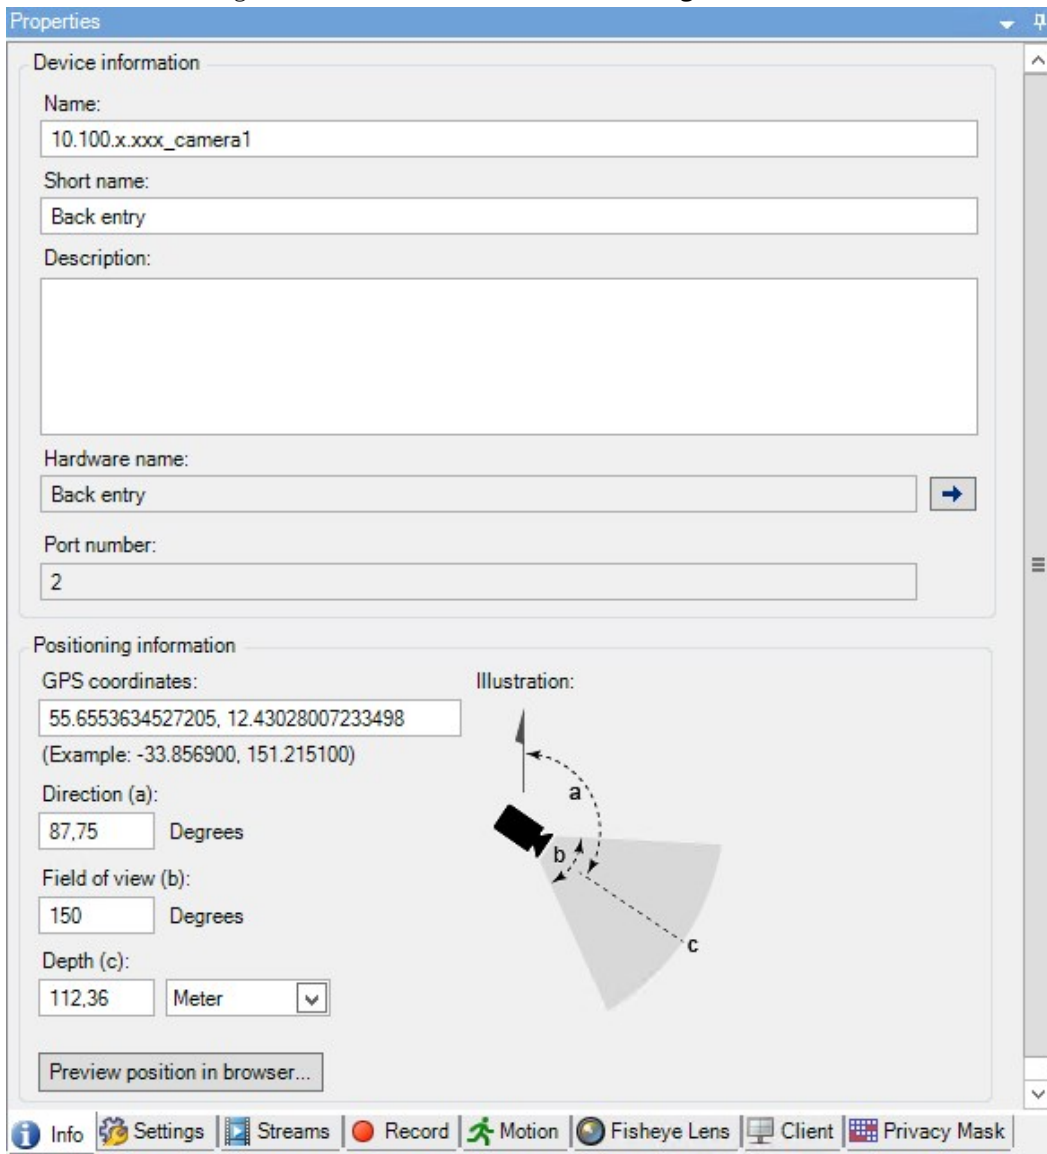 Properties
Device information
Name:
10.100.x.xxx_camera1
Short name:
Back entry
Description:
Hardware name:
Back entry
Port number:
2
Positioning information
GPS coordinates:
Illustration:
55.6553634527205, 12.43028007233498
(Example: -33.856900, 151.215100)
Direction (a):
87,75 Degrees
Field of view (b):
150 Degrees
Depth (c):
112,36 Meter
a
b
c
Preview position in browser...
Info Settings Streams Record Motion Fisheye Lens Client Privacy Mask